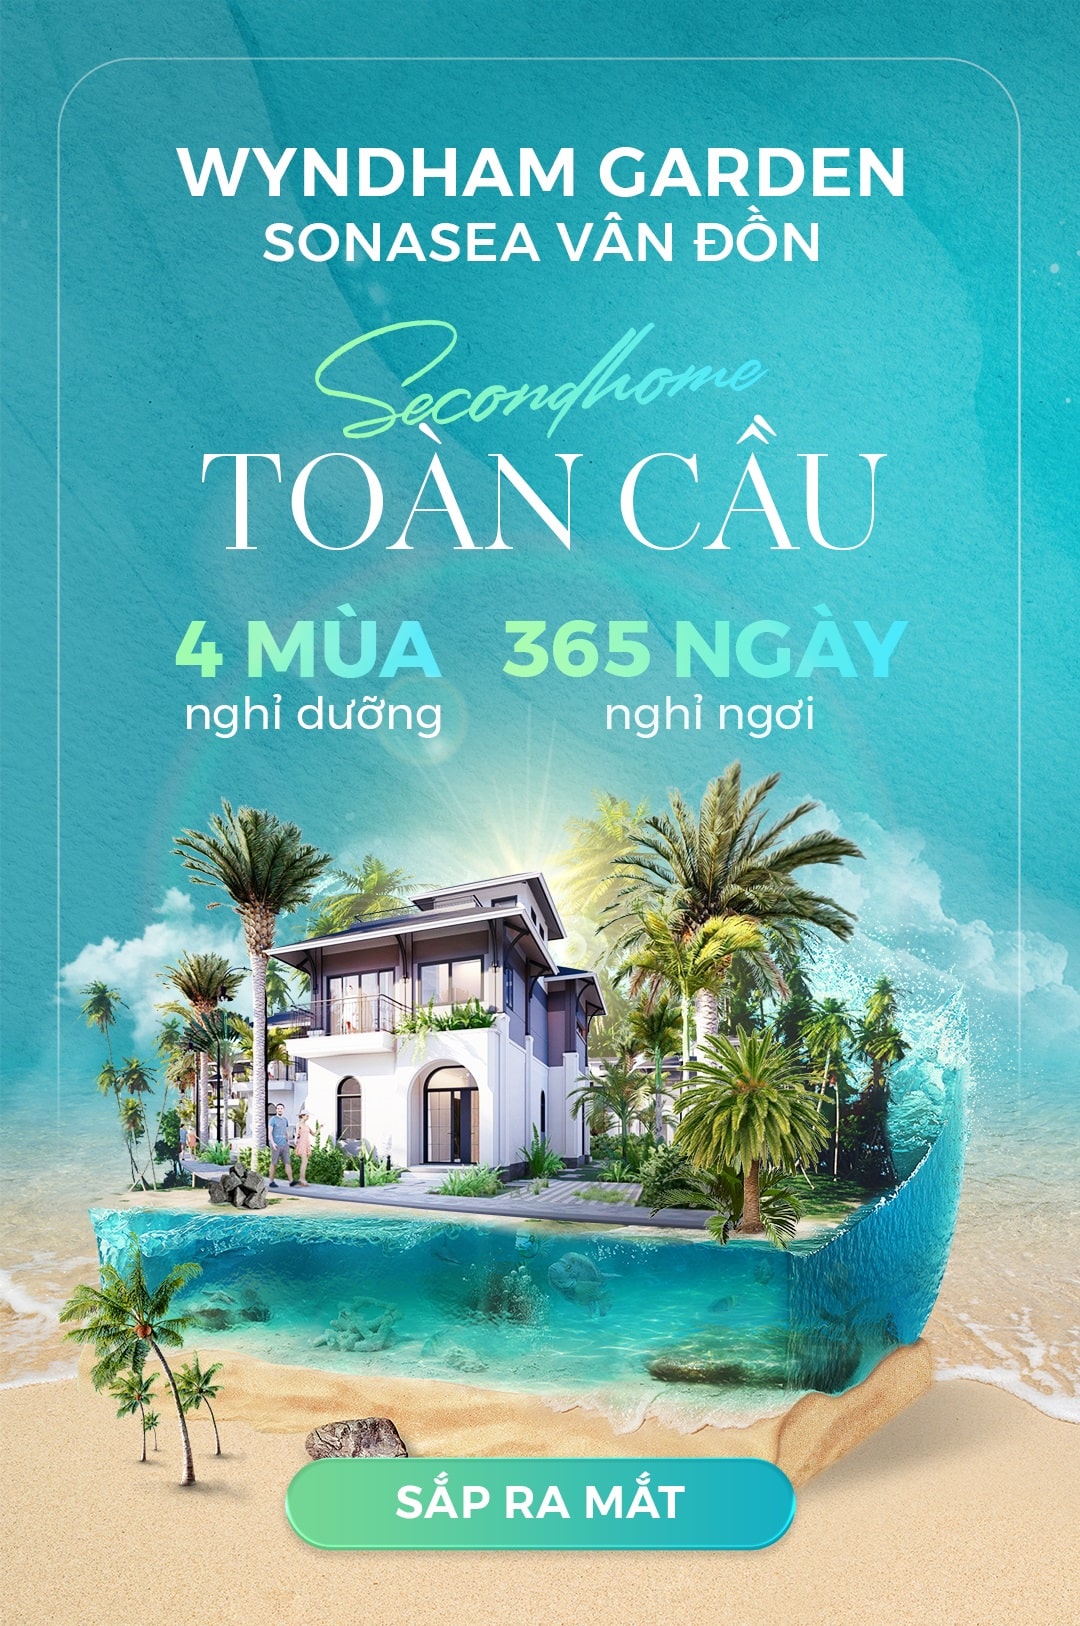 WYNDHAM GARDEN
SONASEA VÂN ĐỒN
Secondhome
TOÀN CẦU
4 MÙA 365 NGÀY
nghỉ dưỡng nghỉ ngơi
SẮP RA MẮT